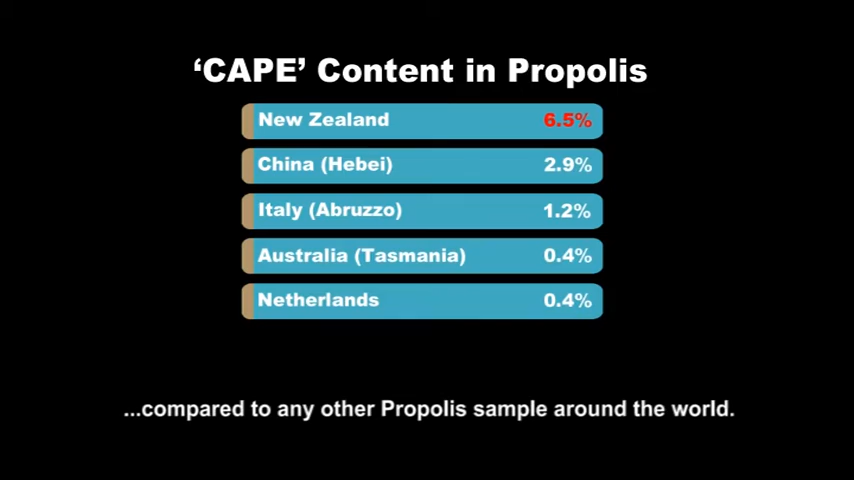 ‘CAPE’ Content in Propolis
New Zealand 6.5%
China (Hebei) 2.9%
Italy (Abruzzo) 1.2%
Australia (Tasmania) 0.4%
Netherlands 0.4%
...compared to any other Propolis sample around the world.